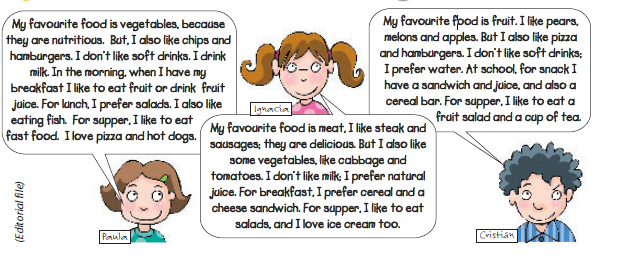 My favourite food is vegetables, because
they are nutritious. But, I also like chips and
hamburgers. I don't like soft drinks. I drink
milk. In the morning, when I have my
breakfast I like to eat fruit or drink fruit
juice. For lunch, I prefer salads. I also like
eating fish. For supper, I like to eat
fast food. I love pizza and hot dogs.
Paula
Ignacia
My favourite food is meat, I like steak and
sausages; they are delicious. But I also like
some vegetables, like cabbage and
tomatoes. I don't like milk; I prefer natural
juice. For breakfast, I prefer cereal and a
cheese sandwich. For supper, I like to eat
salads, and I love ice cream too.
My favourite food is fruit. I like pears,
melons and apples. But I also like pizza
and hamburgers. I don't like soft drinks;
I prefer water. At school, for snack I
have a sandwich and juice, and also a
cereal bar. For supper, I like to eat a
fruit salad and a cup of tea.
Cristián
(Editorial file)